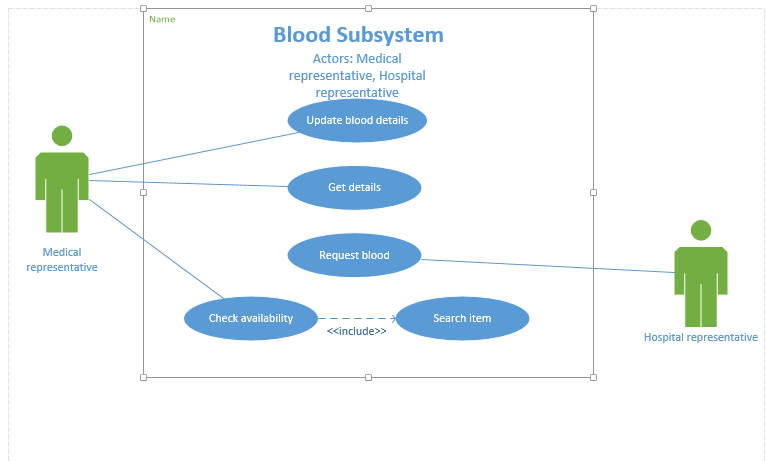 Name
Blood Subsystem
Actors: Medical
representative, Hospital
representative
Update blood details
Get details
Medical
representative
Request blood
Check availability
Search item
<<include>>
Hospital representative